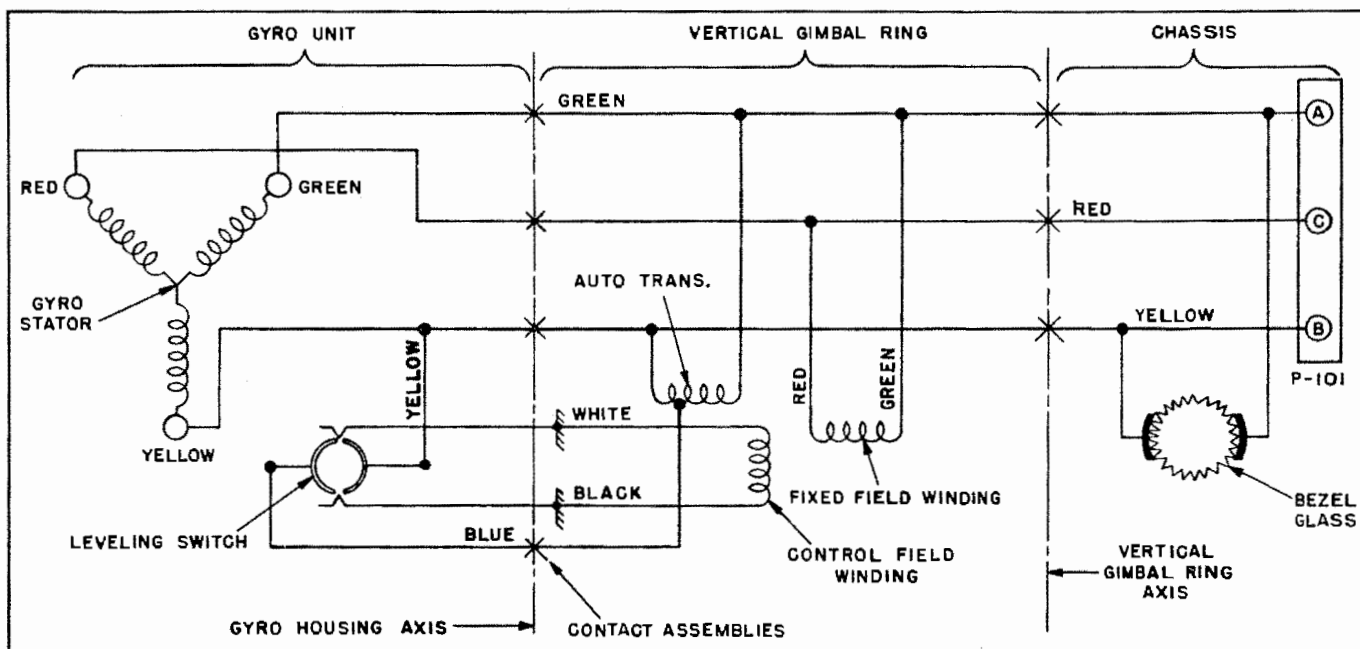 GYRO UNIT
VERTICAL GIMBAL RING
CHASSIS
GREEN
A
RED
GREEN
RED
C
AUTO TRANS.
GYRO
STATOR
YELLOW
B
YELLOW
RED
GREEN
P-101
WHITE
YELLOW
FIXED FIELD WINDING
BLACK
BEZEL
GLASS
LEVELING SWITCH
BLUE
CONTROL FIELD
WINDING
VERTICAL
GIMBAL RING
AXIS
GYRO HOUSING AXIS
CONTACT ASSEMBLIES